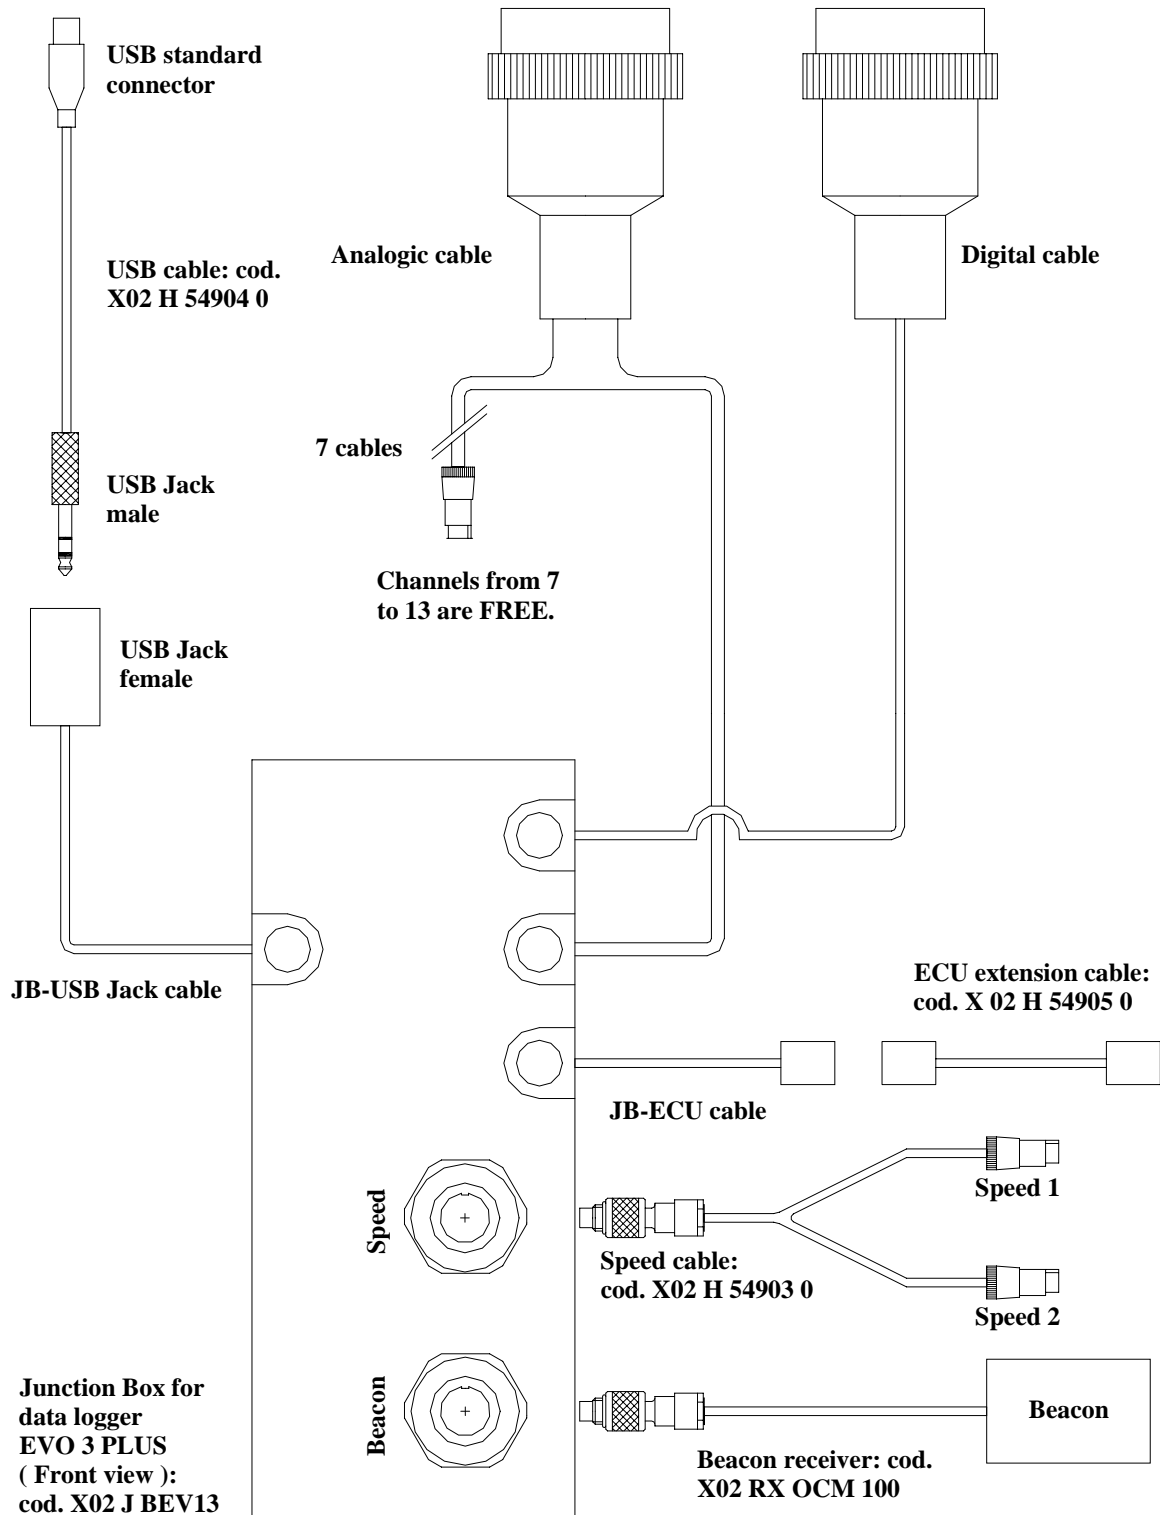 USB standard
connector
Analogic cable
Digital cable
USB cable: cod.
X02 H 54904 0
7 cables
USB Jack
male
Channels from 7
to 13 are FREE.
USB Jack
female
JB-USB Jack cable
ECU extension cable:
cod. X 02 H 54905 0
JB-ECU cable
Speed
Speed 1
Speed cable:
cod. X02 H 54903 0
Speed 2
Beacon
Beacon
Beacon receiver: cod.
X02 RX OCM 100
Junction Box for
data logger
EVO 3 PLUS
( Front view ):
cod. X02 J BEV13